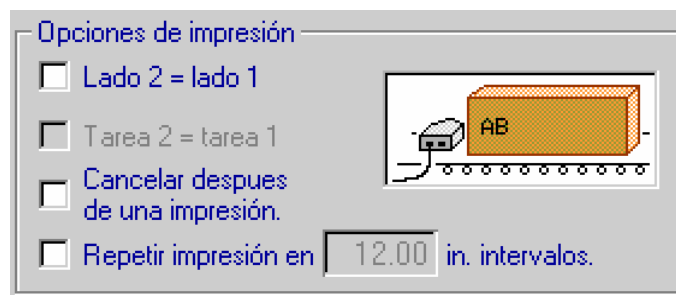 Opciones de impresión
Lado 2 = lado 1
Tarea 2 = tarea 1
Cancelar despues
de una impresión.
Repetir impresión en 12.00 in. intervalos.
AB